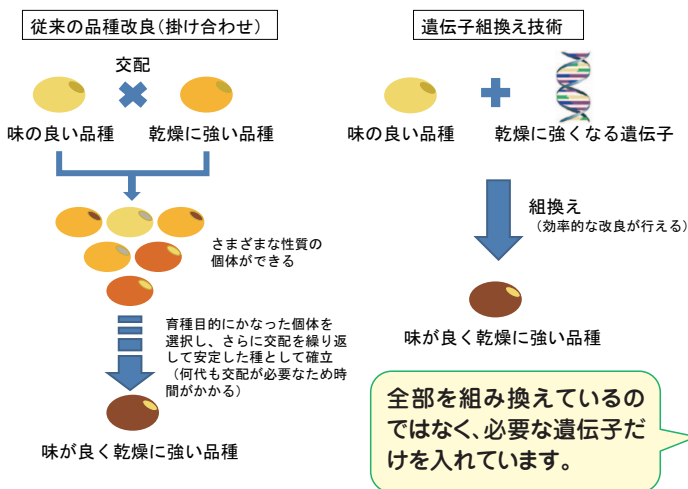 従来の品種改良（掛け合わせ）
交配
味の良い品種
乾燥に強い品種
さまざまな性質の
個体ができる
育種目的にかなった個体を
選択し、さらに交配を繰り返
して安定した種として確立
（何代も交配が必要なため時
間がかかる）
味が良く乾燥に強い品種
遺伝子組換え技術
味の良い品種
乾燥に強くなる遺伝子
組換え
（効率的な改良が行える）
味が良く乾燥に強い品種
全部を組み換えているの
ではなく、必要な遺伝子だ
けを入れています。